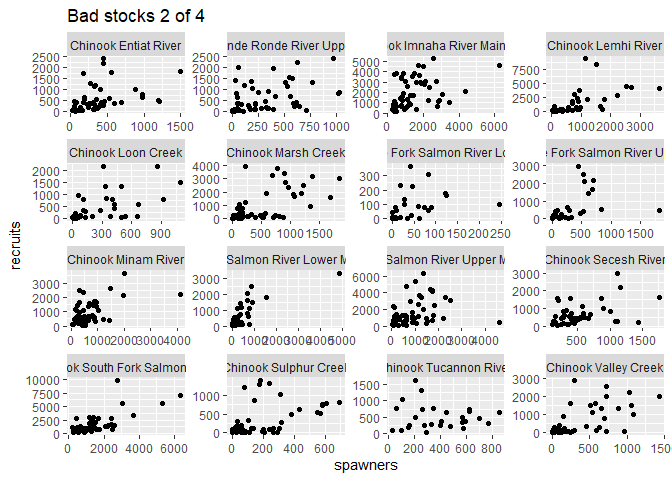 Bad stocks 2 of 4
Chinook Entiat River
nde Ronde River Upp
ok Imnaha River Main
Chinook Lemhi River
2500
2000
1500
1000
500
0
2500
2000
1500
1000
500
0
5000
4000
3000
2000
1000
0
7500
5000
2500
0
0 500 1000 1500
0 250 500 750 1000
0 2000 4000 6000
0 1000 2000 3000
Chinook Loon Creek
Chinook Marsh Creek
Fork Salmon River Lo
e Fork Salmon River U
2000
1500
1000
500
0
4000
3000
2000
1000
0
300
200
100
0
3000
2000
1000
0
0 300 600 900
0 500 1000 1500
0 50 100 150 200 250
0 500 1000 1500
recruits
Chinook Minam River
Salmon River Lower M
Salmon River Upper M
Chinook Secesh River
3000
2000
1000
0
3000
2000
1000
0
6000
4000
2000
0
3000
2000
1000
0
0 1000 2000 3000 4000
0 1000 2000 3000 4000 5000
0 1000 2000 3000 4000
500 1000 1500
ok South Fork Salmon
Chinook Sulphur Creek
hinook Tucannon Rive
Chinook Valley Creek
10000
7500
5000
2500
0
1500
1000
500
0
1500
1000
500
0
3000
2000
1000
0
0 2000 4000 6000
0 200 400 600
0 200 400 600 800
0 500 1000 150
spawners